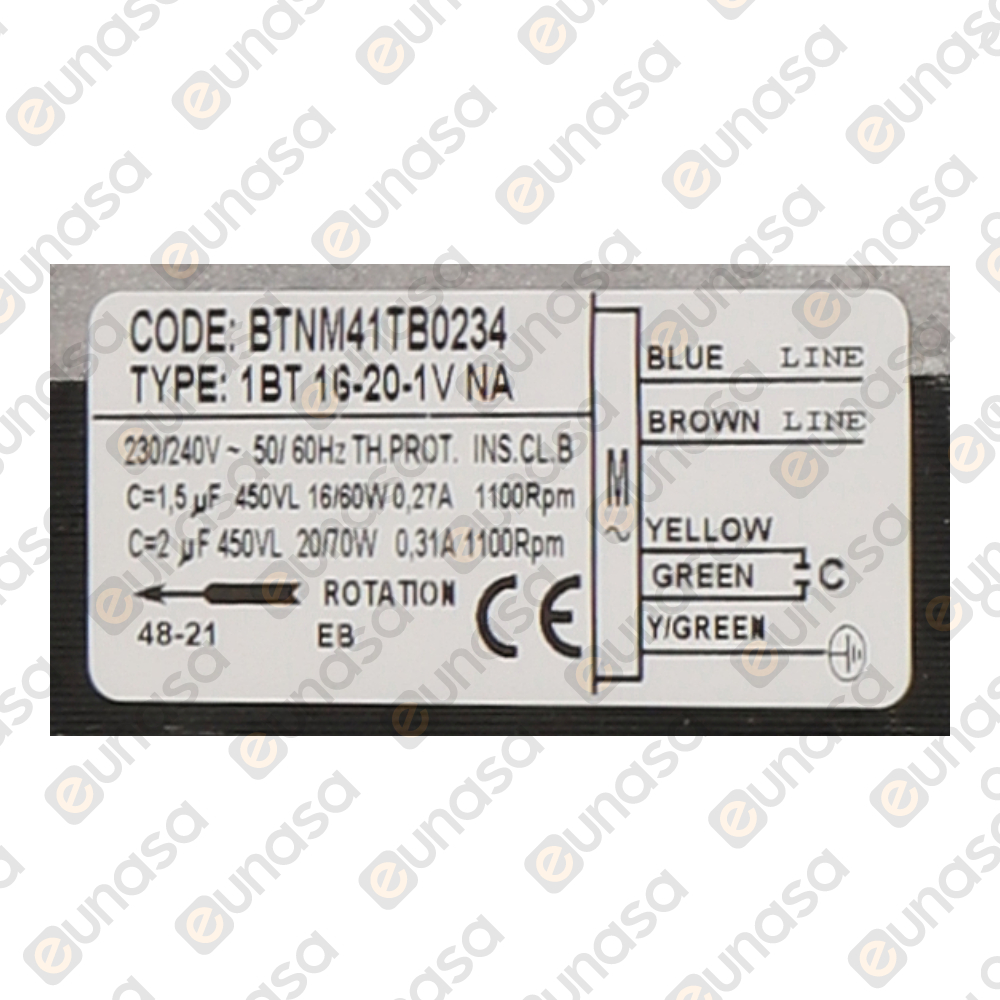 CODE: BTNM41TB0234
TYPE: 1BT 16-20-1V NA
230/240V ~ 50/ 60Hz TH.PROT. INS.CL.B
C=1,5 µF 450VL 16/60W 0,27A 1100Rpm
C=2 µF 450VL 20/70W 0,31A 1100Rpm
ROTATION
48-21 EB
CE
M
~
BLUE LINE
BROWN LINE
YELLOW
GREEN C
Y/GREEN
eunasa